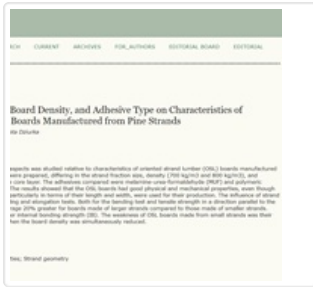 RCH CURRENT ARCHIVES FOR_AUTHORS EDITORIAL BOARD EDITORIAL
Board Density, and Adhesive Type on Characteristics of
Boards Manufactured from Pine Strands
ta Dziurka
aspects was studied relative to characteristics of oriented strand lumber (OSL) boards manufactured
were prepared, differing in the strand fraction size, density (700 kg/m3 and 800 kg/m3), and
core layer. The adhesives compared were melamine-urea-formaldehyde (MUF) and polymeric
The results showed that the OSL boards had good physical and mechanical properties, even though
particularly in terms of their length and width, were used for their production. The influence of strand
ing and elongation tests. Both for the bending test and tensile strength in a direction parallel to the
rage 20% greater for boards made of larger strands compared to those made of smaller strands.
or internal bonding strength (IB). The weakness of OSL boards made from small strands was their
hen the board density was simultaneously reduced.
ties; Strand geometry